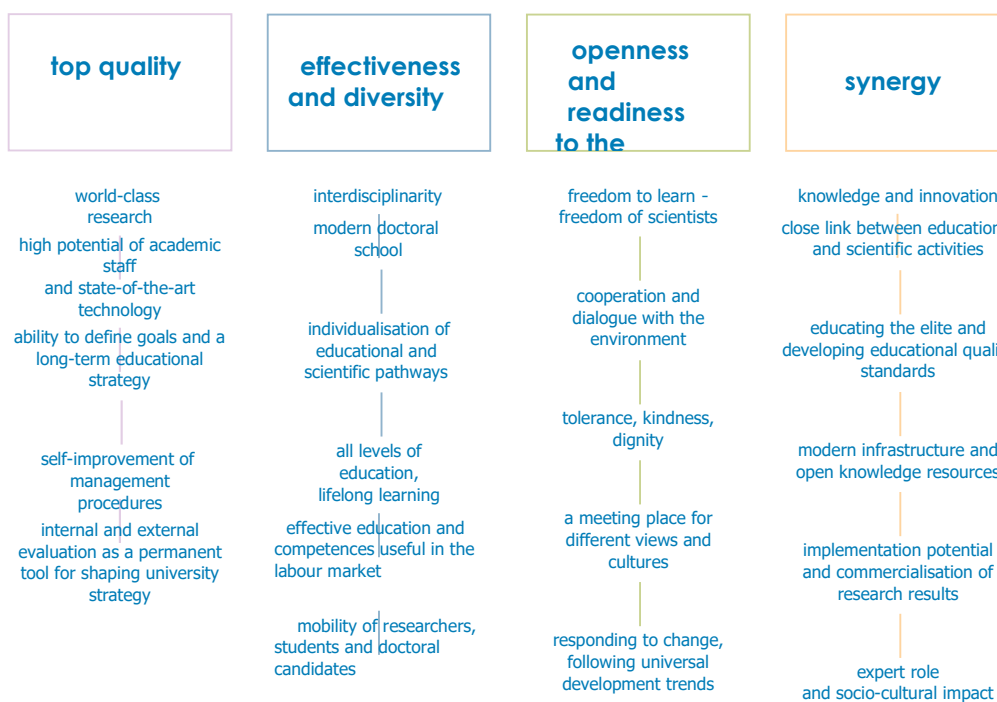 top quality
world-class
research
high potential of academic
staff
and state-of-the-art
technology
ability to define goals and a
long-term educational
strategy
self-improvement of
management
procedures
internal and external
evaluation as a permanent
tool for shaping university
strategy
effectiveness
and diversity
interdisciplinarity
modern doctoral
school
individualisation of
educational and
scientific pathways
all levels of
education,
lifelong learning
effective education and
competences useful in the
labour market
mobility of researchers,
students and doctoral
candidates
openness
and
readiness
to the
freedom to learn -
freedom of scientists
cooperation and
dialogue with the
environment
tolerance, kindness,
dignity
a meeting place for
different views and
cultures
responding to change,
following universal
development trends
synergy
knowledge and innovation
close link between education
and scientific activities
educating the elite and
developing educational quali
standards
modern infrastructure and
open knowledge resources
implementation potential
and commercialisation of
research results
expert role
and socio-cultural impact